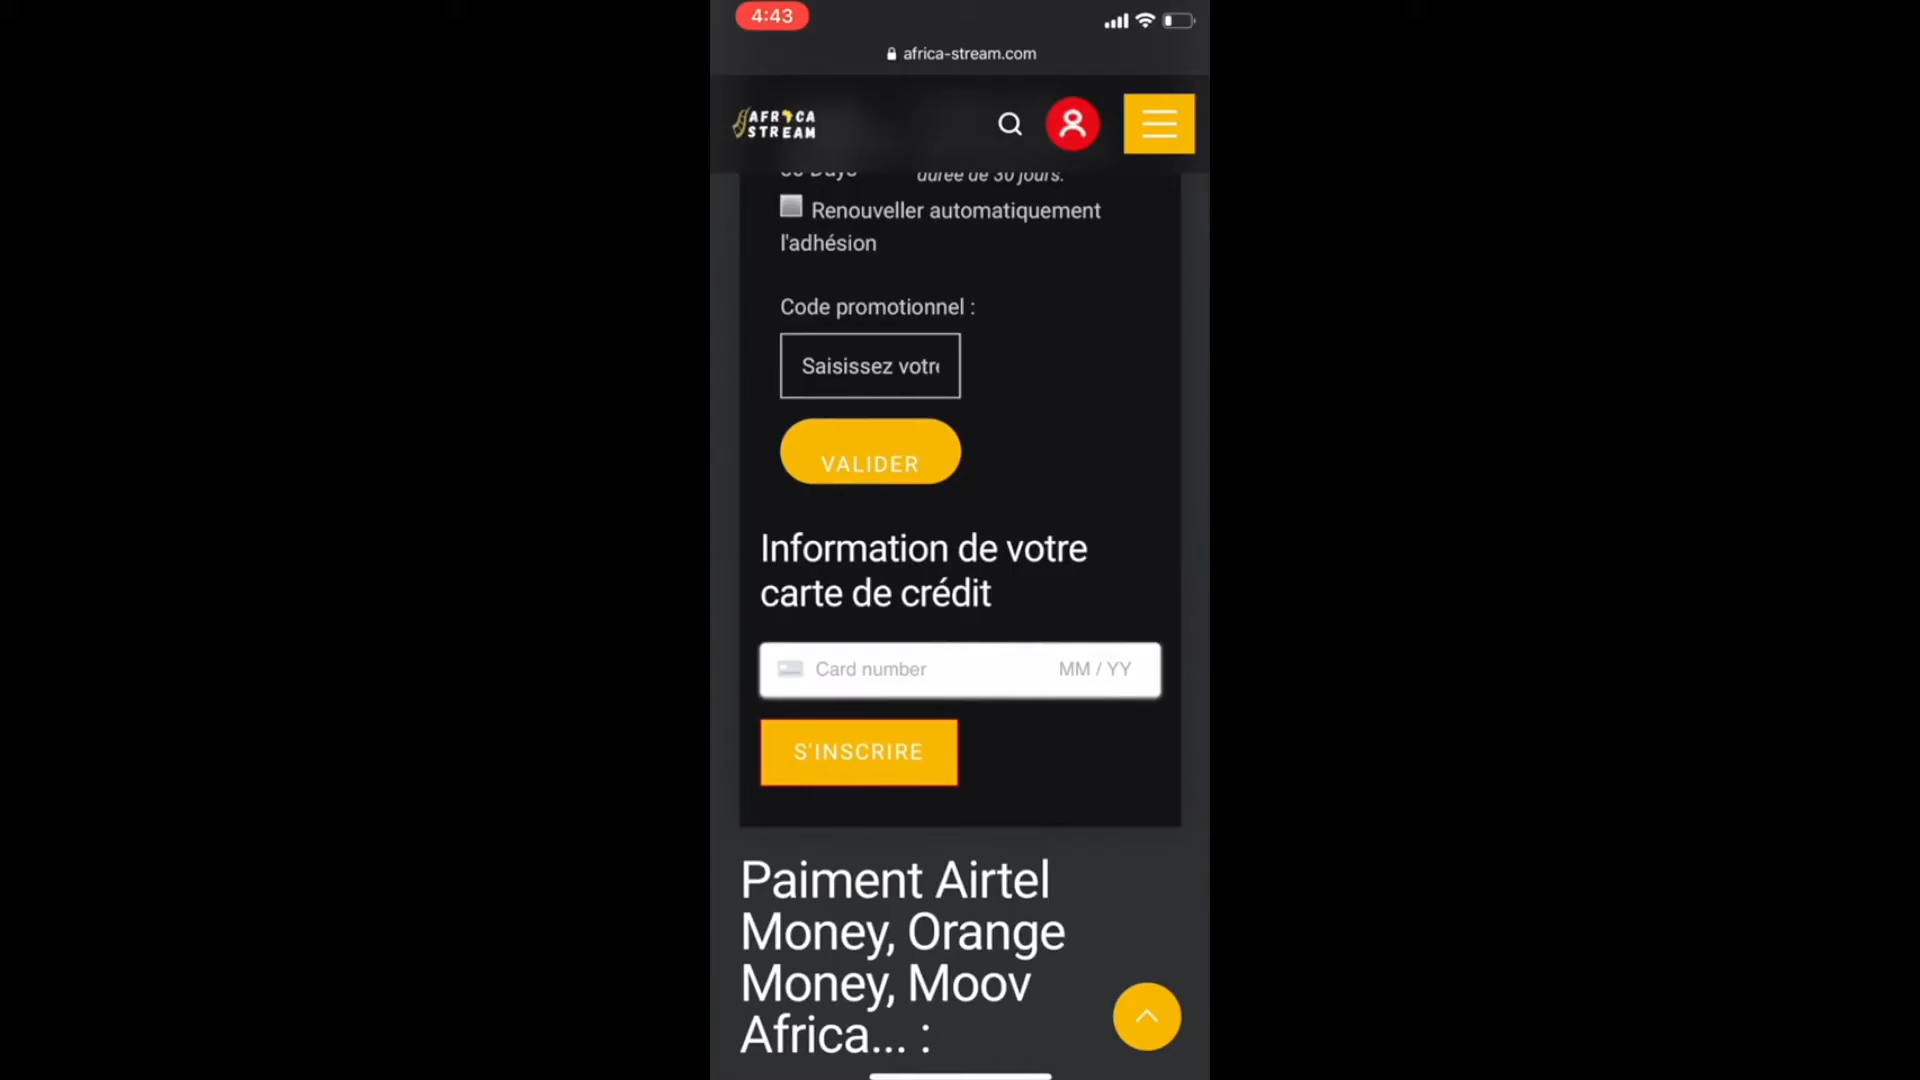 4:43
africa-stream.com
AFRICA
STREAM
durée de 30 jours.
Renouveller automatiquement
l'adhésion
Code promotionnel :
Saisissez votre
VALIDER
Information de votre
carte de crédit
Card number MM / YY
S'INSCRIRE
Paiment Airtel
Money, Orange
Money, Moov
Africa... :